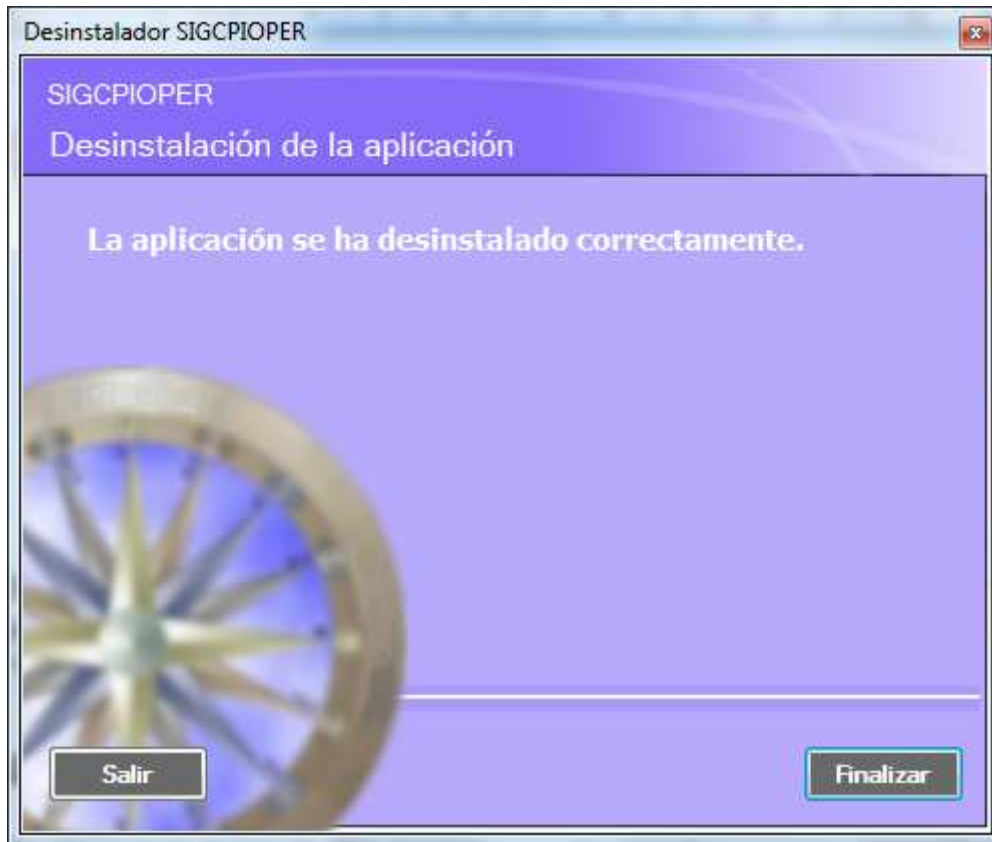 Desinstalador SIGCPIOPER
SIGCPIOPER
Desinstalación de la aplicación
La aplicación se ha desinstalado correctamente.
Salir
Finalizar